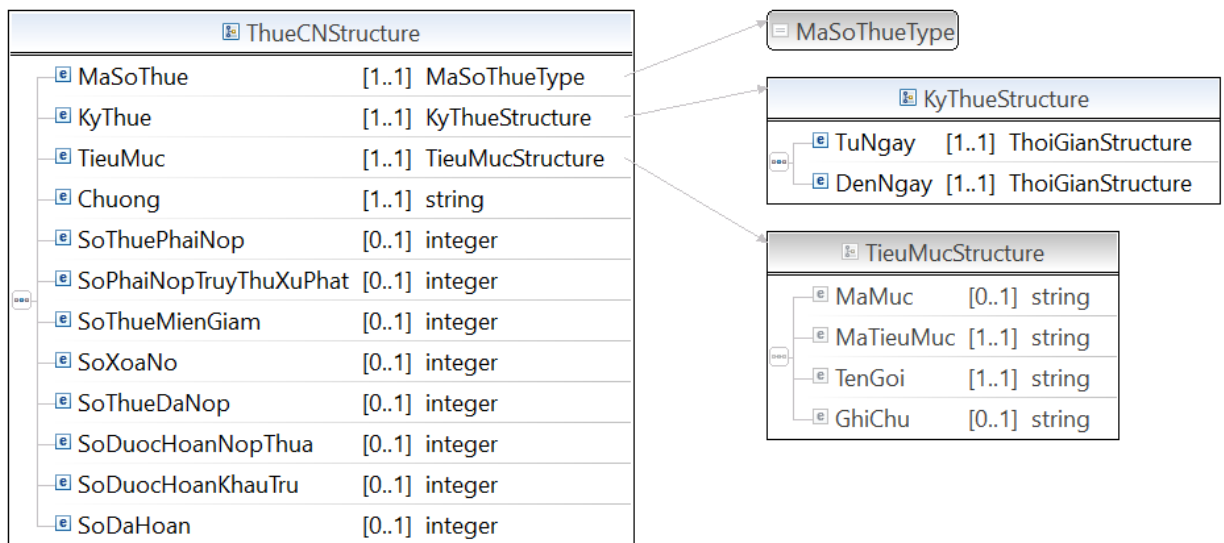 ThueCNStructure
MaSoThue [1..1] MaSoThueType
KyThue [1..1] KyThueStructure
TieuMuc [1..1] TieuMucStructure
Chuong [1..1] string
SoThuePhaiNop [0..1] integer
SoPhaiNopTruyThuXuPhat [0..1] integer
SoThueMienGiam [0..1] integer
SoXoaNo [0..1] integer
SoThueDaNop [0..1] integer
SoDuocHoanNopThua [0..1] integer
SoDuocHoanKhauTru [0..1] integer
SoDaHoan [0..1] integer
MaSoThueType
KyThueStructure
TuNgay [1..1] ThoiGianStructure
DenNgay [1..1] ThoiGianStructure
TieuMucStructure
MaMuc [0..1] string
MaTieuMuc [1..1] string
TenGoi [1..1] string
GhiChu [0..1] string